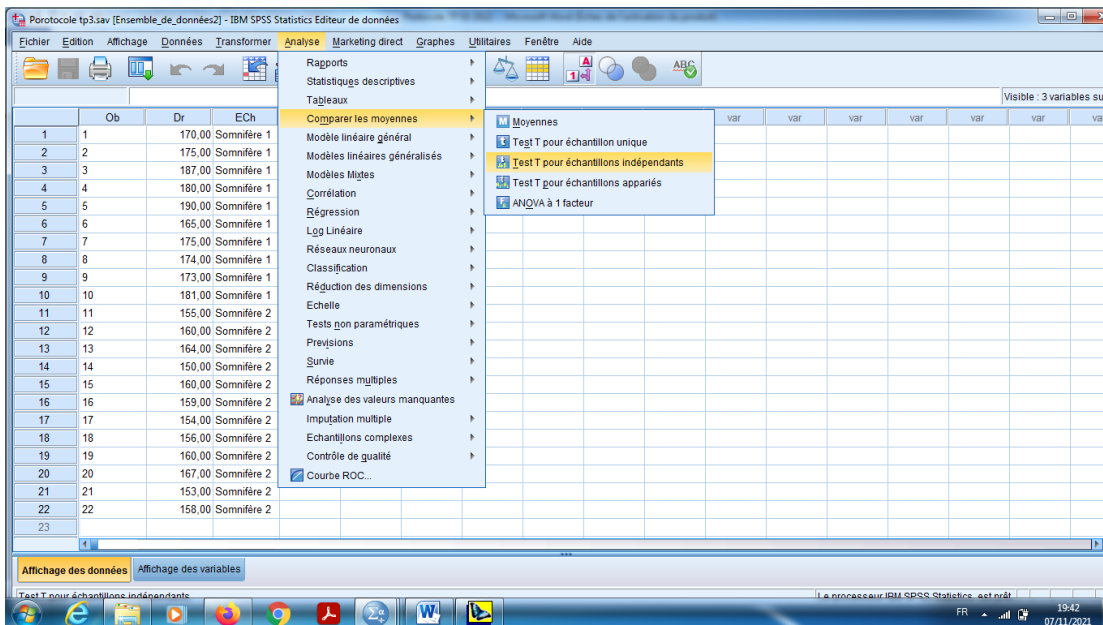 Porotocole tp3.sav [Ensemble_de_données2] - IBM SPSS Statistics Editeur de données
Fichier Edition Affichage Données Transformer Analyse Marketing direct Graphes Utilitaires Fenêtre Aide
Visible : 3 variables su
Rapports
Statistiques descriptives
Tableaux
Comparer les moyennes
Modèle linéaire général
Modèles linéaires généralisés
Modèles Mixtes
Corrélation
Régression
Log Linéaire
Réseaux neuronaux
Classification
Réduction des dimensions
Echelle
Tests non paramétriques
Prévisions
Survie
Réponses multiples
Analyse des valeurs manquantes
Imputation multiple
Echantillons complexes
Contrôle de qualité
Courbe ROC...
M Moyennes
Test T pour échantillon unique
Test T pour échantillons indépendants
Test T pour échantillons appariés
ANOVA à 1 facteur
Ob Dr ECh var var var var var var va
1 1 170,00 Somnifère 1
2 2 175,00 Somnifère 1
3 3 187,00 Somnifère 1
4 4 180,00 Somnifère 1
5 5 190,00 Somnifère 1
6 6 165,00 Somnifère 1
7 7 175,00 Somnifère 1
8 8 174,00 Somnifère 1
9 9 173,00 Somnifère 1
10 10 181,00 Somnifère 1
11 11 155,00 Somnifère 2
12 12 160,00 Somnifère 2
13 13 164,00 Somnifère 2
14 14 150,00 Somnifère 2
15 15 160,00 Somnifère 2
16 16 159,00 Somnifère 2
17 17 154,00 Somnifère 2
18 18 156,00 Somnifère 2
19 19 160,00 Somnifère 2
20 20 167,00 Somnifère 2
21 21 153,00 Somnifère 2
22 22 158,00 Somnifère 2
23
Affichage des données Affichage des variables
Test T pour échantillons indépendants Le processeur IBM SPSS Statistics est prêt
FR 19:42
07/11/2021